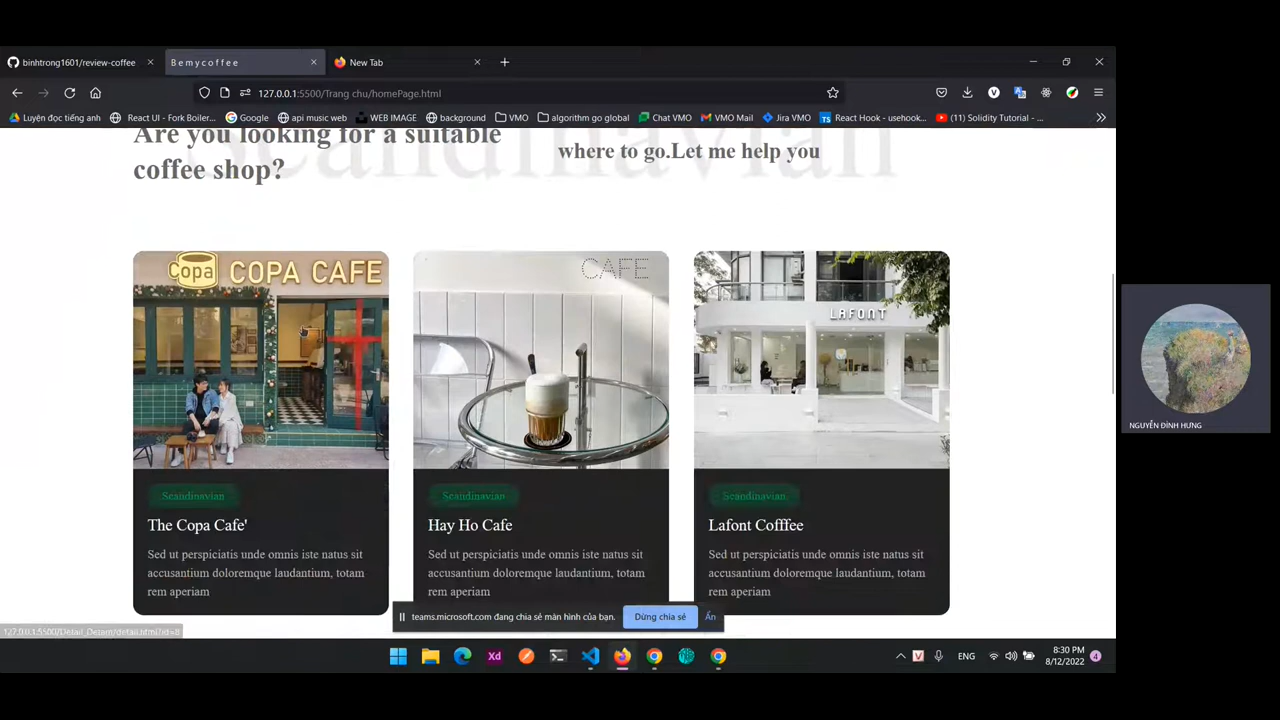 binhtrong1601/review-coffee
B e m y c o f f e e
New Tab
127.0.0.1:5500/Trang chu/homePage.html
Luyện đọc tiếng anh
React UI - Fork Boiler...
Google
api music web
WEB IMAGE
background
VMO
algorithm go global
Chat VMO
VMO Mail
Jira VMO
React Hook - usehook...
(11) Solidity Tutorial - ...
Scandinavian
Are you looking for a suitable
coffee shop?
where to go.Let me help you
Copa COPA CAFE
CAFE
LAFONT
Scandinavian
The Copa Cafe'
Sed ut perspiciatis unde omnis iste natus sit
accusantium doloremque laudantium, totam
rem aperiam
Scandinavian
Hay Ho Cafe
Sed ut perspiciatis unde omnis iste natus sit
accusantium doloremque laudantium, totam
rem aperiam
Scandinavian
Lafont Cofffee
Sed ut perspiciatis unde omnis iste natus sit
accusantium doloremque laudantium, totam
rem aperiam
teams.microsoft.com đang chia sẻ màn hình của bạn.
Dừng chia sẻ
Ẩn
NGUYỄN ĐÌNH HƯNG
Xd
V
ENG
8:30 PM
8/12/2022
4